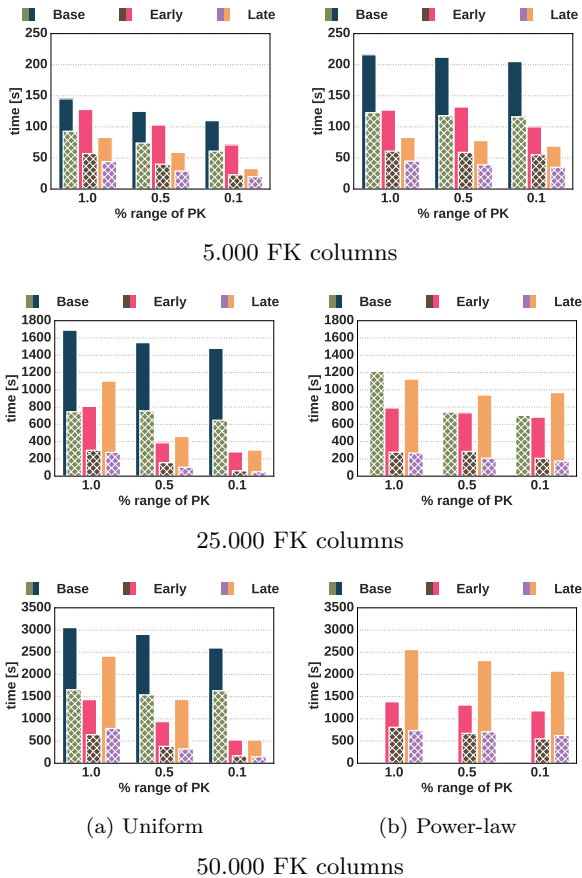 Base Early Late Base Early Late
250 250
200 200
150 150
100 100
50 50
0 0
time [s] time [s]
1.0 0.5 0.1 1.0 0.5 0.1
% range of PK % range of PK
5.000 FK columns
Base Early Late Base Early Late
1800 1800
1600 1600
1400 1400
1200 1200
1000 1000
800 800
600 600
400 400
200 200
0 0
time [s] time [s]
1.0 0.5 0.1 1.0 0.5 0.1
% range of PK % range of PK
25.000 FK columns
Base Early Late Base Early Late
3500 3500
3000 3000
2500 2500
2000 2000
1500 1500
1000 1000
500 500
0 0
time [s] time [s]
1.0 0.5 0.1 1.0 0.5 0.1
% range of PK % range of PK
(a) Uniform (b) Power-law
50.000 FK columns